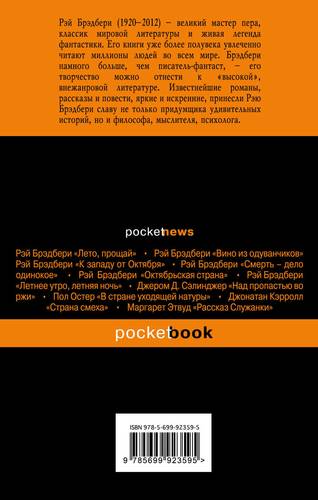 Рэй Брэдбери (1920–2012) – великий мастер пера,
классик мировой литературы и живая легенда
фантастики. Его книги уже более полувека увлеченно
читают миллионы людей во всем мире. Брэдбери
намного больше, чем писатель-фантаст, – его
творчество можно отнести к «высокой»,
внежанровой литературе. Известнейшие романы,
рассказы и повести, яркие и искренние, принесли Рэю
Брэдбери славу не только придумщика удивительных
историй, но и философа, мыслителя, психолога.
pocketnews
Рэй Брэдбери «Лето, прощай» • Рэй Брэдбери «Вино из одуванчиков»
Рэй Брэдбери «К западу от Октября» • Рэй Брэдбери «Смерть – дело
одинокое» • Рэй Брэдбери «Октябрьская страна» • Рэй Брэдбери
«Летнее утро, летняя ночь» • Джером Д. Сэлинджер «Над пропастью во
ржи» • Пол Остер «В стране уходящей натуры» • Джонатан Кэрролл
«Страна смеха» • Маргарет Этвуд «Рассказ Служанки»
pocketbook
ISBN 978-5-699-92359-5
9 785699 923595 >